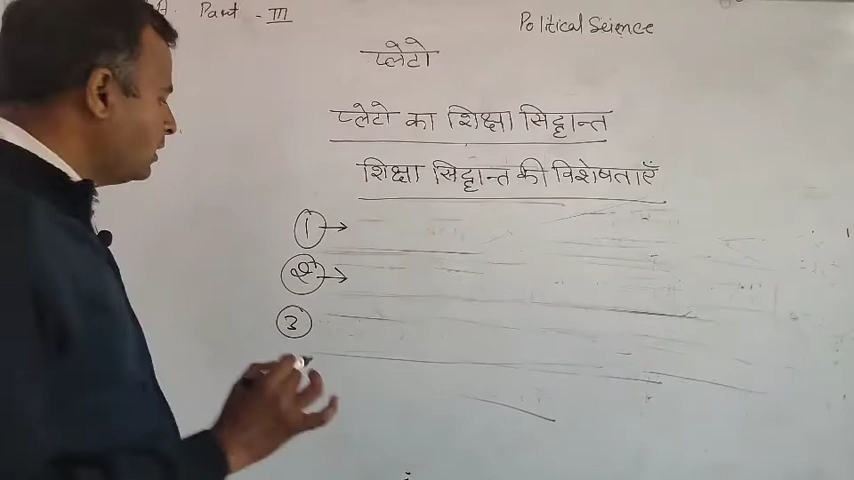 A. Part - III
Political Science
प्लेटो
प्लेटो का शिक्षा सिद्धान्त
शिक्षा सिद्धान्त की विशेषताएँ
1 →
2 →
3